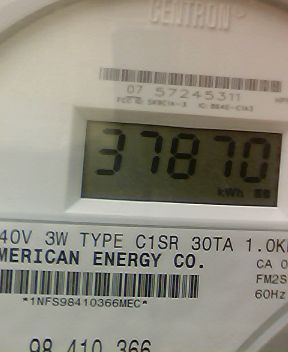 CENTRON
07 57245311
37870
kWh
40V 3W TYPE C1SR 30TA 1.0K
MERICAN ENERGY CO.
CA 0
FM2S
60Hz
*1NFS98410366MEC*
98 410 366